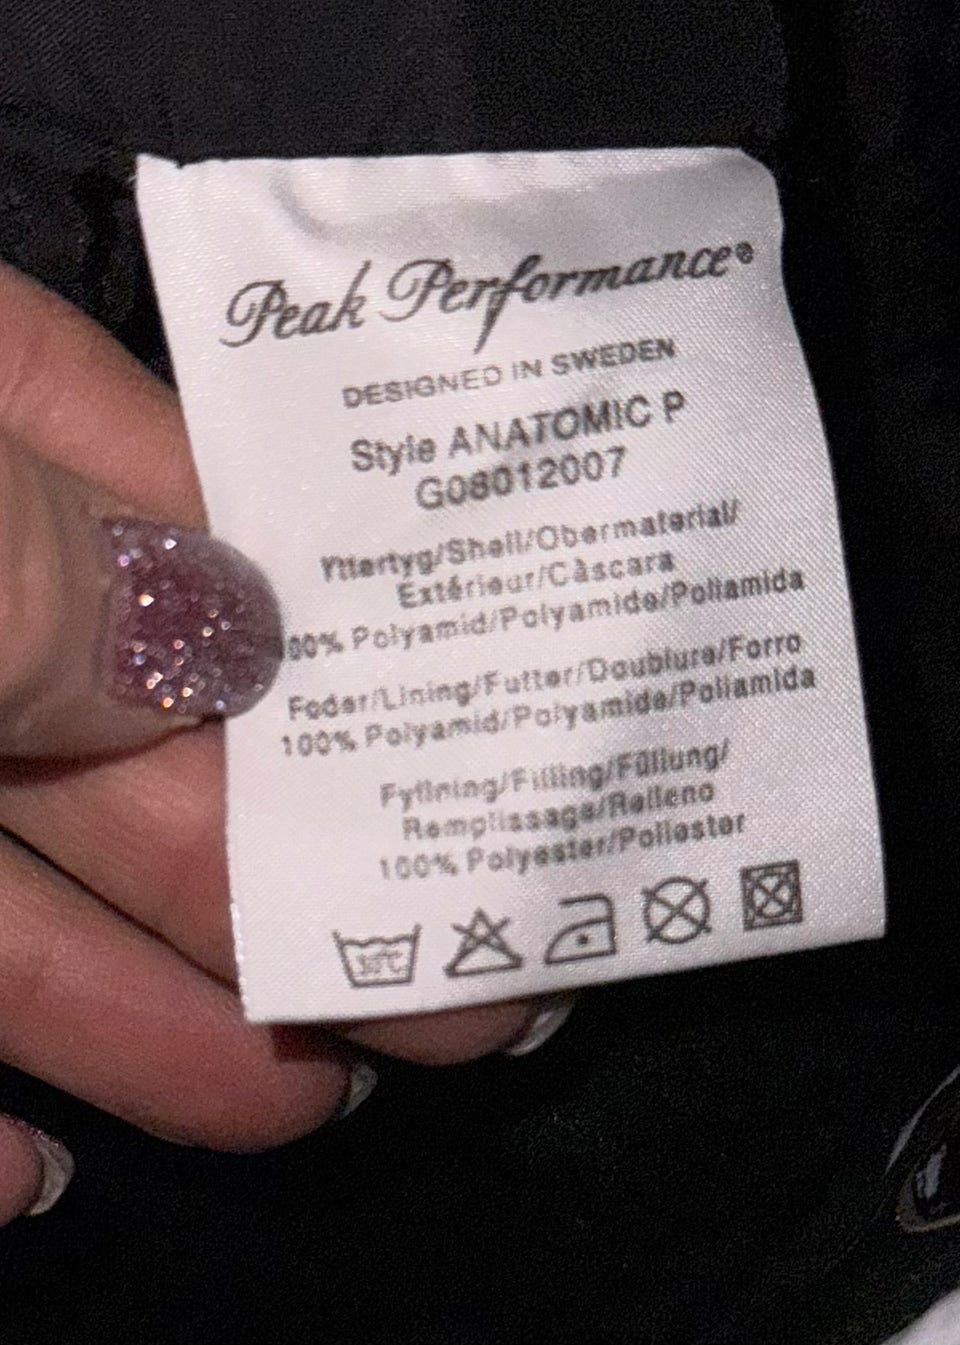 Peak Performance®
DESIGNED IN SWEDEN
Style ANATOMIC P
G08012007
Yttertyg/Shell/Obermaterial/
Extérieur/Càscara
00% Polyamid/Polyamide/Poliamida
Foder/Lining/Futter/Doublure/Forro
100% Polyamid/Polyamide/Poliamida
Fyllning/Filling/Füllung/
Remplissage/Relleno
100% Polyester/Poliester